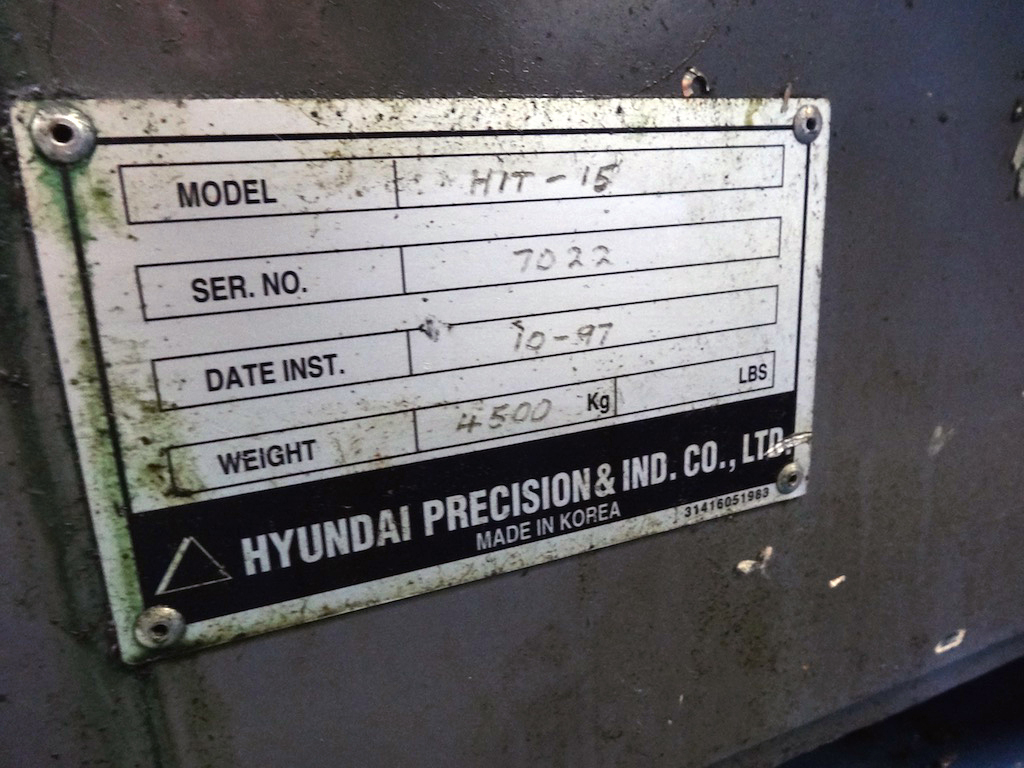 MODEL HIT-15
SER. NO. 7022
DATE INST. 10-97
WEIGHT 4500 Kg LBS
HYUNDAI PRECISION & IND. CO., LTD.
MADE IN KOREA 31416051983